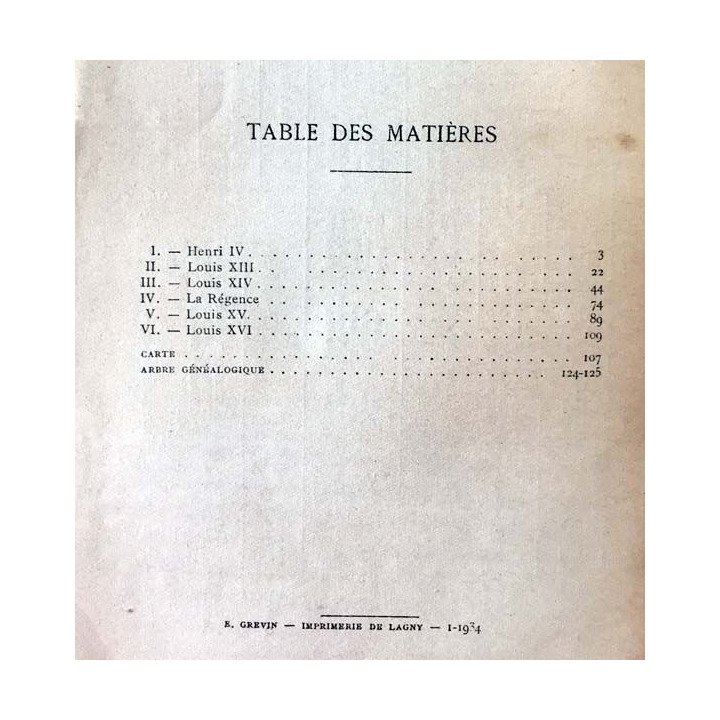 TABLE DES MATIÈRES
I. — Henri IV . . . . . . . . . . . . . . . . . . . . . . . . . . 3
II. — Louis XIII . . . . . . . . . . . . . . . . . . . . . . . . . . 22
III. — Louis XIV . . . . . . . . . . . . . . . . . . . . . . . . . . 44
IV. — La Régence . . . . . . . . . . . . . . . . . . . . . . . . . . 74
V. — Louis XV. . . . . . . . . . . . . . . . . . . . . . . . . . 89
VI. — Louis XVI . . . . . . . . . . . . . . . . . . . . . . . . . . 109
CARTE . . . . . . . . . . . . . . . . . . . . . . . . . . 107
ARBRE GÉNÉALOGIQUE . . . . . . . . . . . . . . . . . . . . . . . . 124-125
E. GREVIN — IMPRIMERIE DE LAGNY — 1-1934